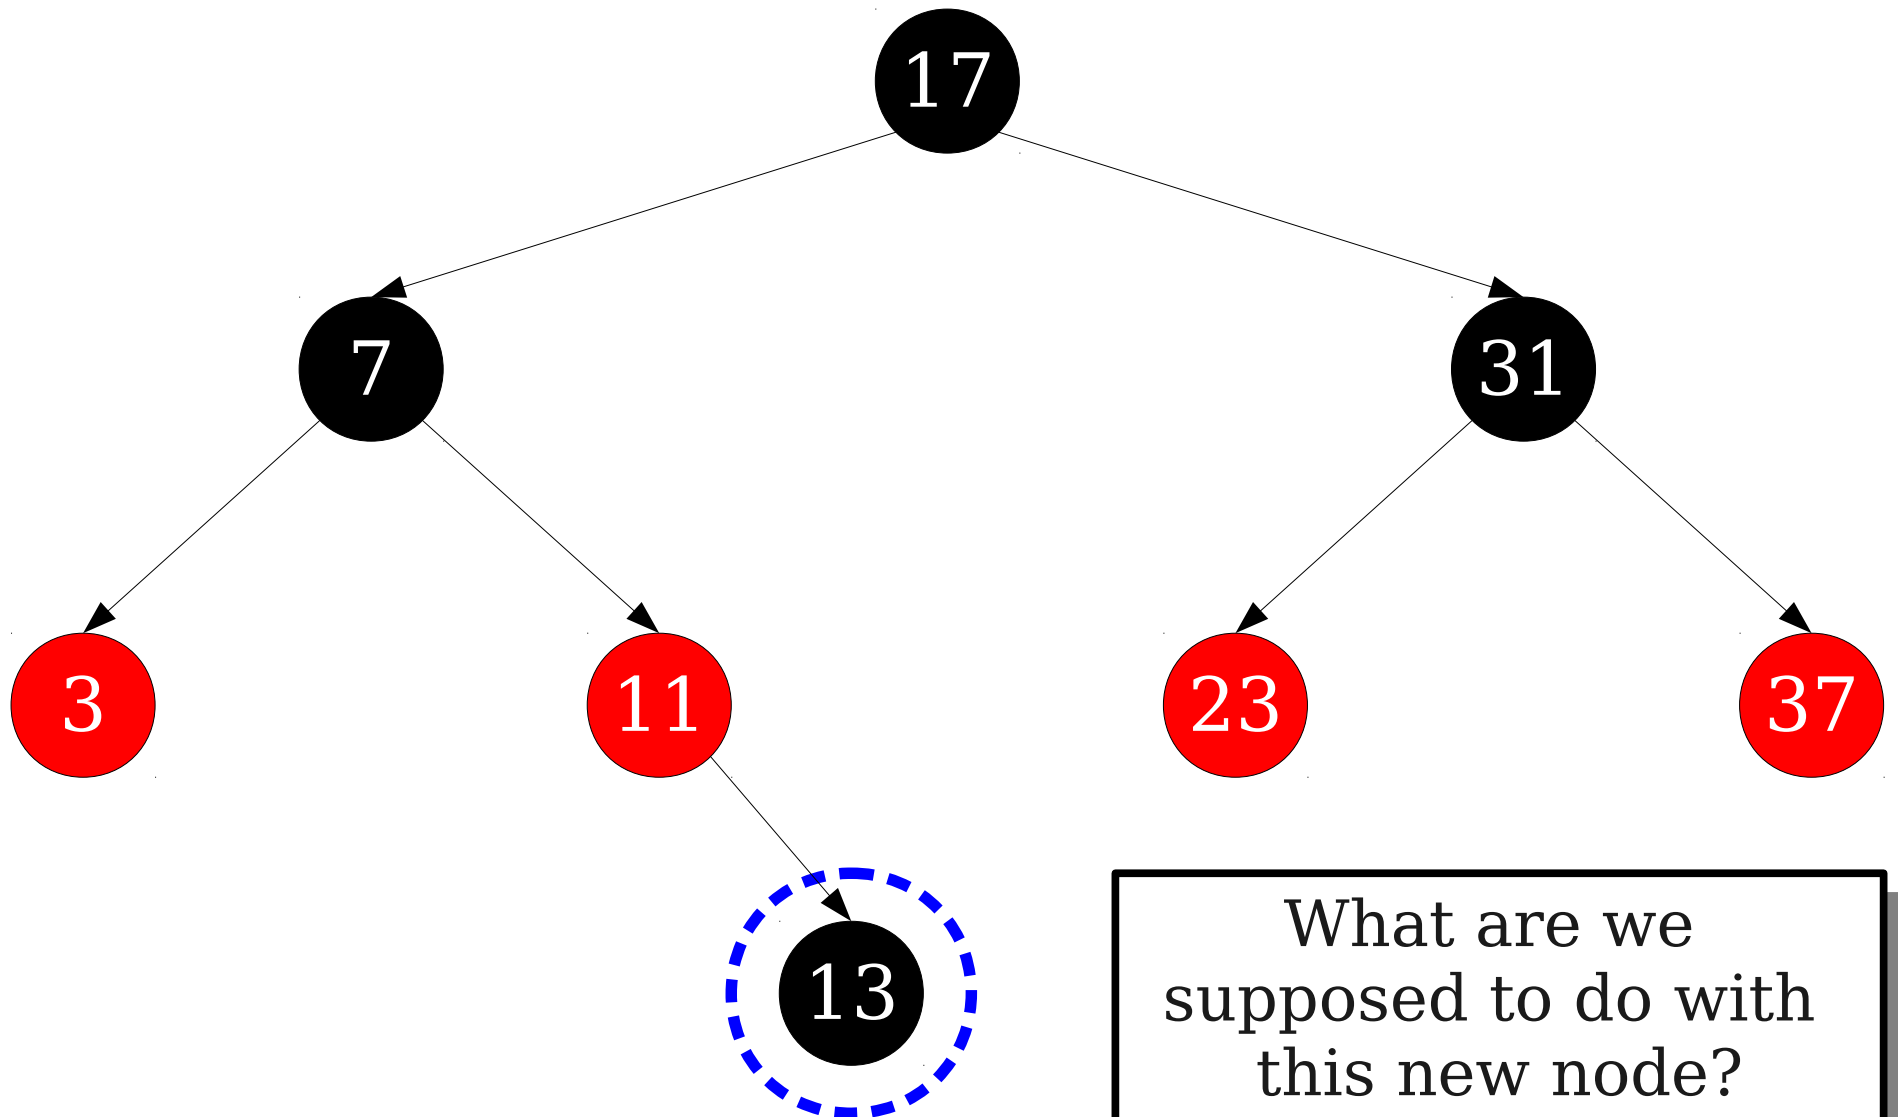 17
7
31
3
11
23
37
13
What are we
supposed to do with
this new node?